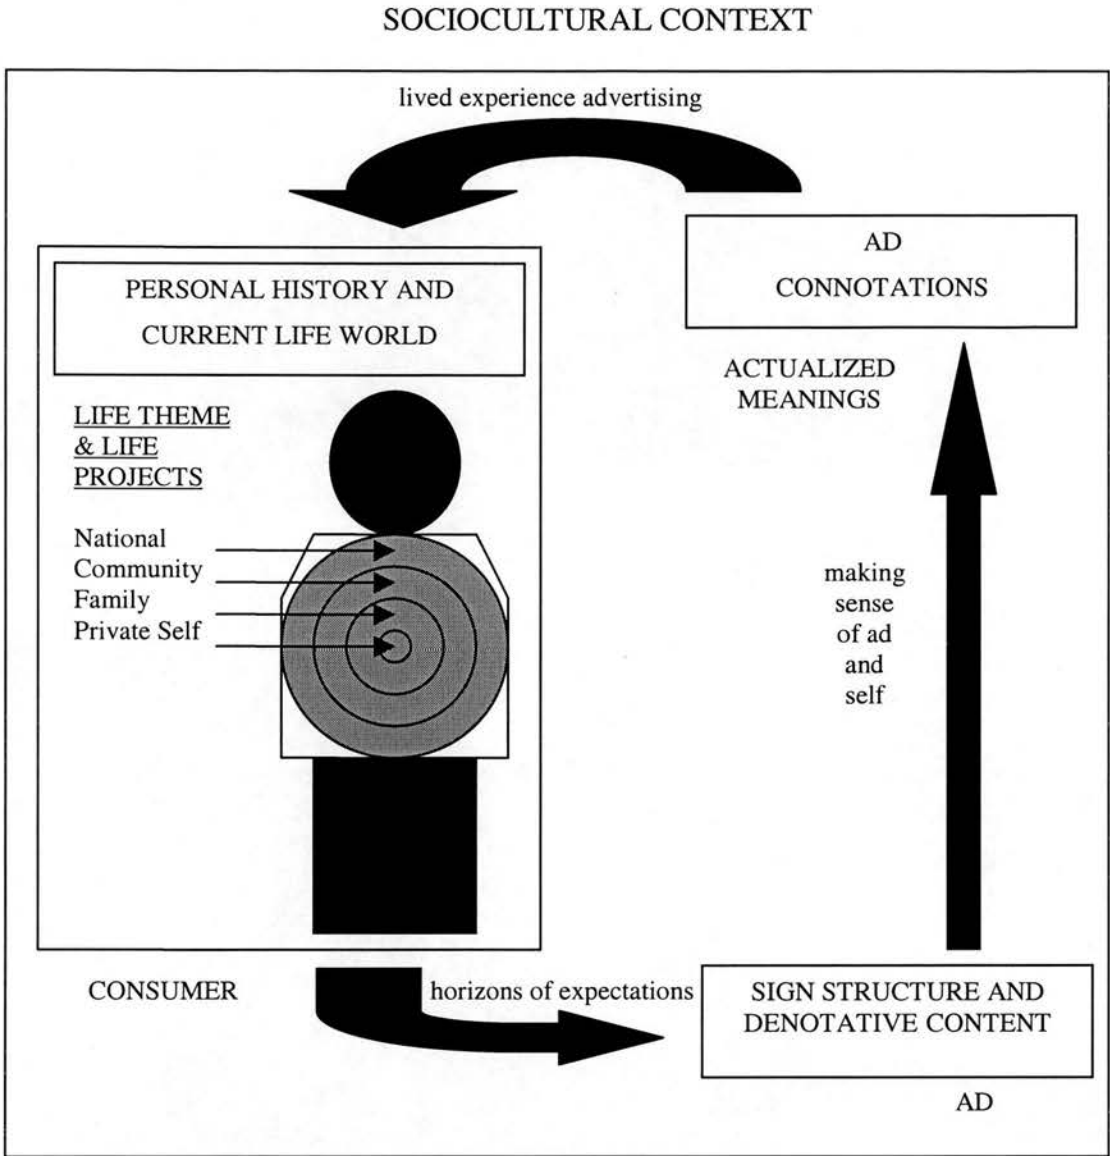 SOCIOCULTURAL CONTEXT
lived experience advertising
PERSONAL HISTORY AND
CURRENT LIFE WORLD
AD
CONNOTATIONS
ACTUALIZED
MEANINGS
LIFE THEME
& LIFE
PROJECTS
National
Community
Family
Private Self
making
sense
of ad
and
self
CONSUMER
horizons of expectations
SIGN STRUCTURE AND
DENOTATIVE CONTENT
AD